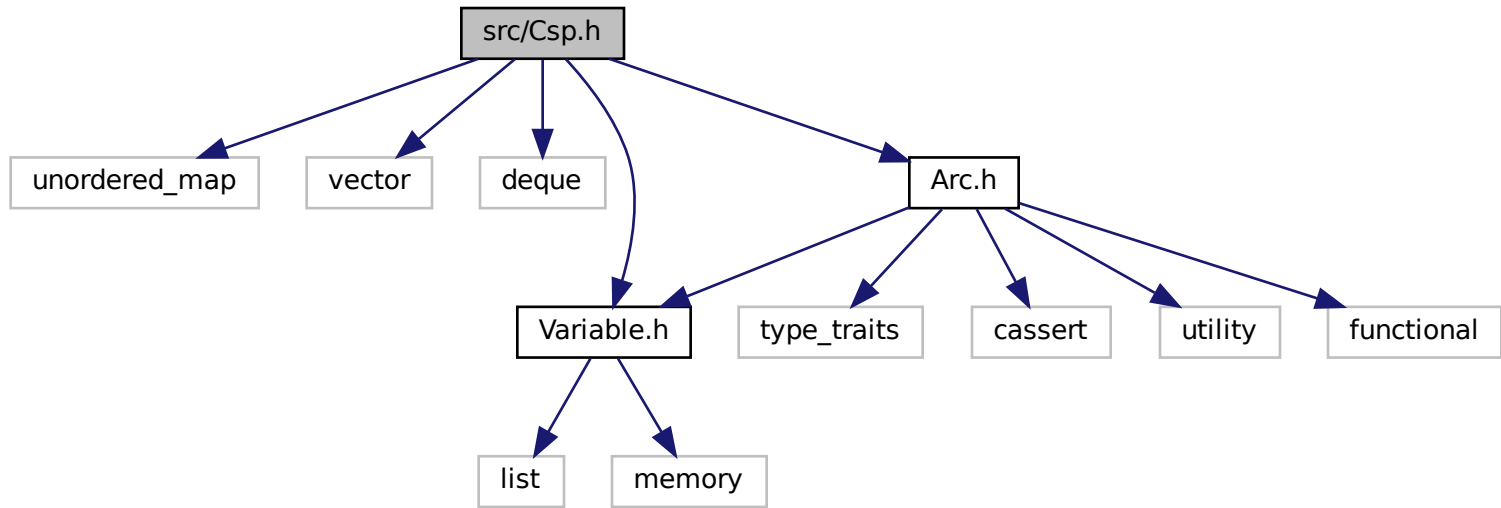 src/Csp.h
unordered_map
vector
deque
Arc.h
Variable.h
type_traits
cassert
utility
functional
list
memory